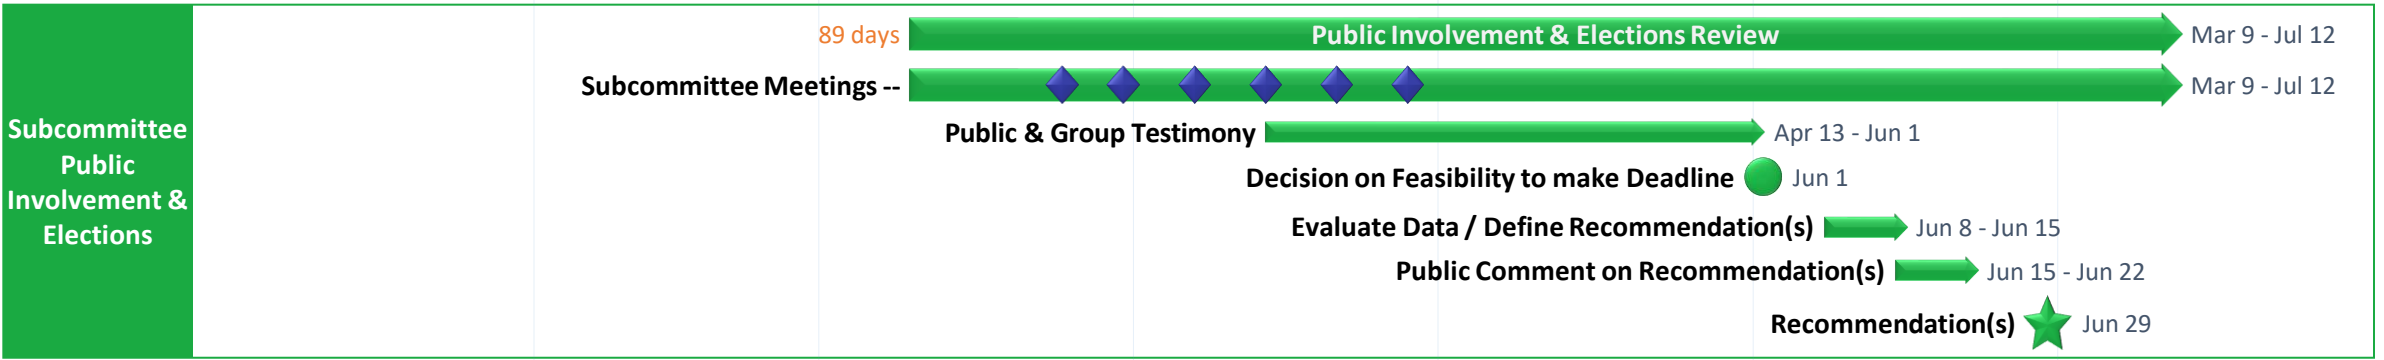 Subcommittee
Public
Involvement &
Elections
89 days
Public Involvement & Elections Review
Mar 9 - Jul 12
Subcommittee Meetings --
Mar 9 - Jul 12
Public & Group Testimony
Apr 13 - Jun 1
Decision on Feasibility to make Deadline
Jun 1
Evaluate Data / Define Recommendation(s)
Jun 8 - Jun 15
Public Comment on Recommendation(s)
Jun 15 - Jun 22
Recommendation(s)
Jun 29